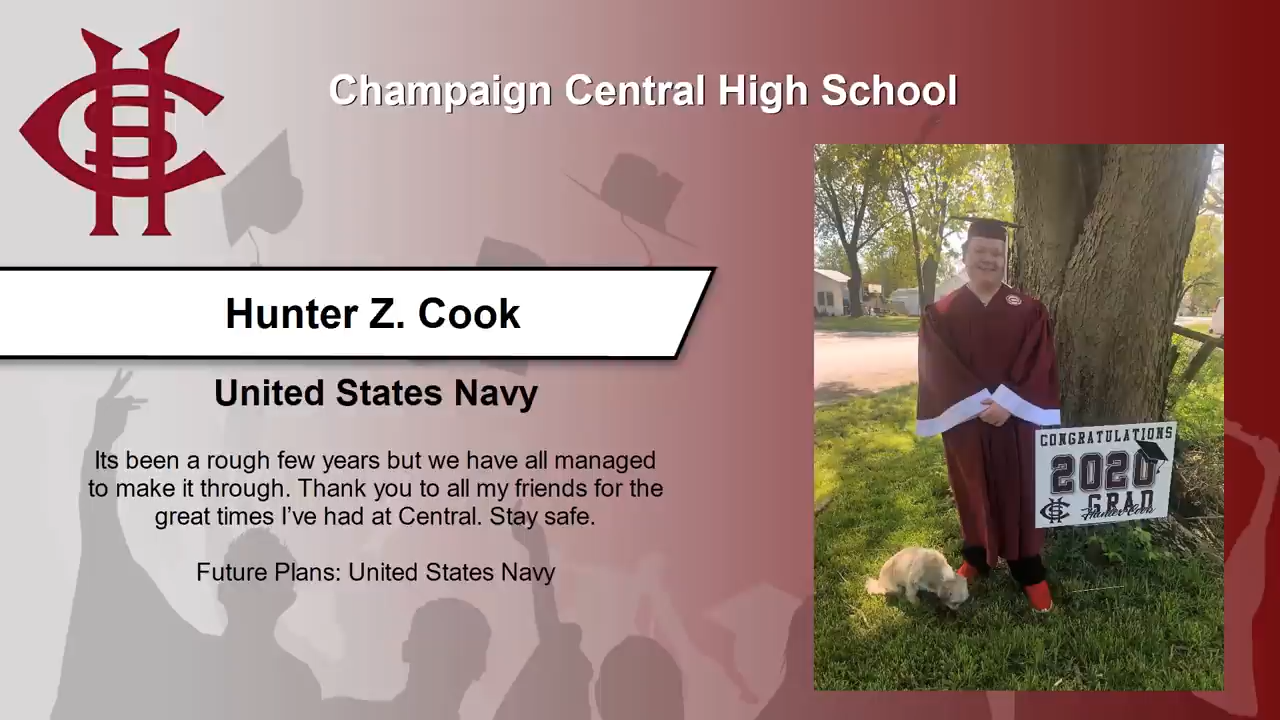 Champaign Central High School
Hunter Z. Cook
United States Navy
Its been a rough few years but we have all managed
to make it through. Thank you to all my friends for the
great times I’ve had at Central. Stay safe.
Future Plans: United States Navy
CONGRATULATIONS
2020
GRAD
Hunter Cook